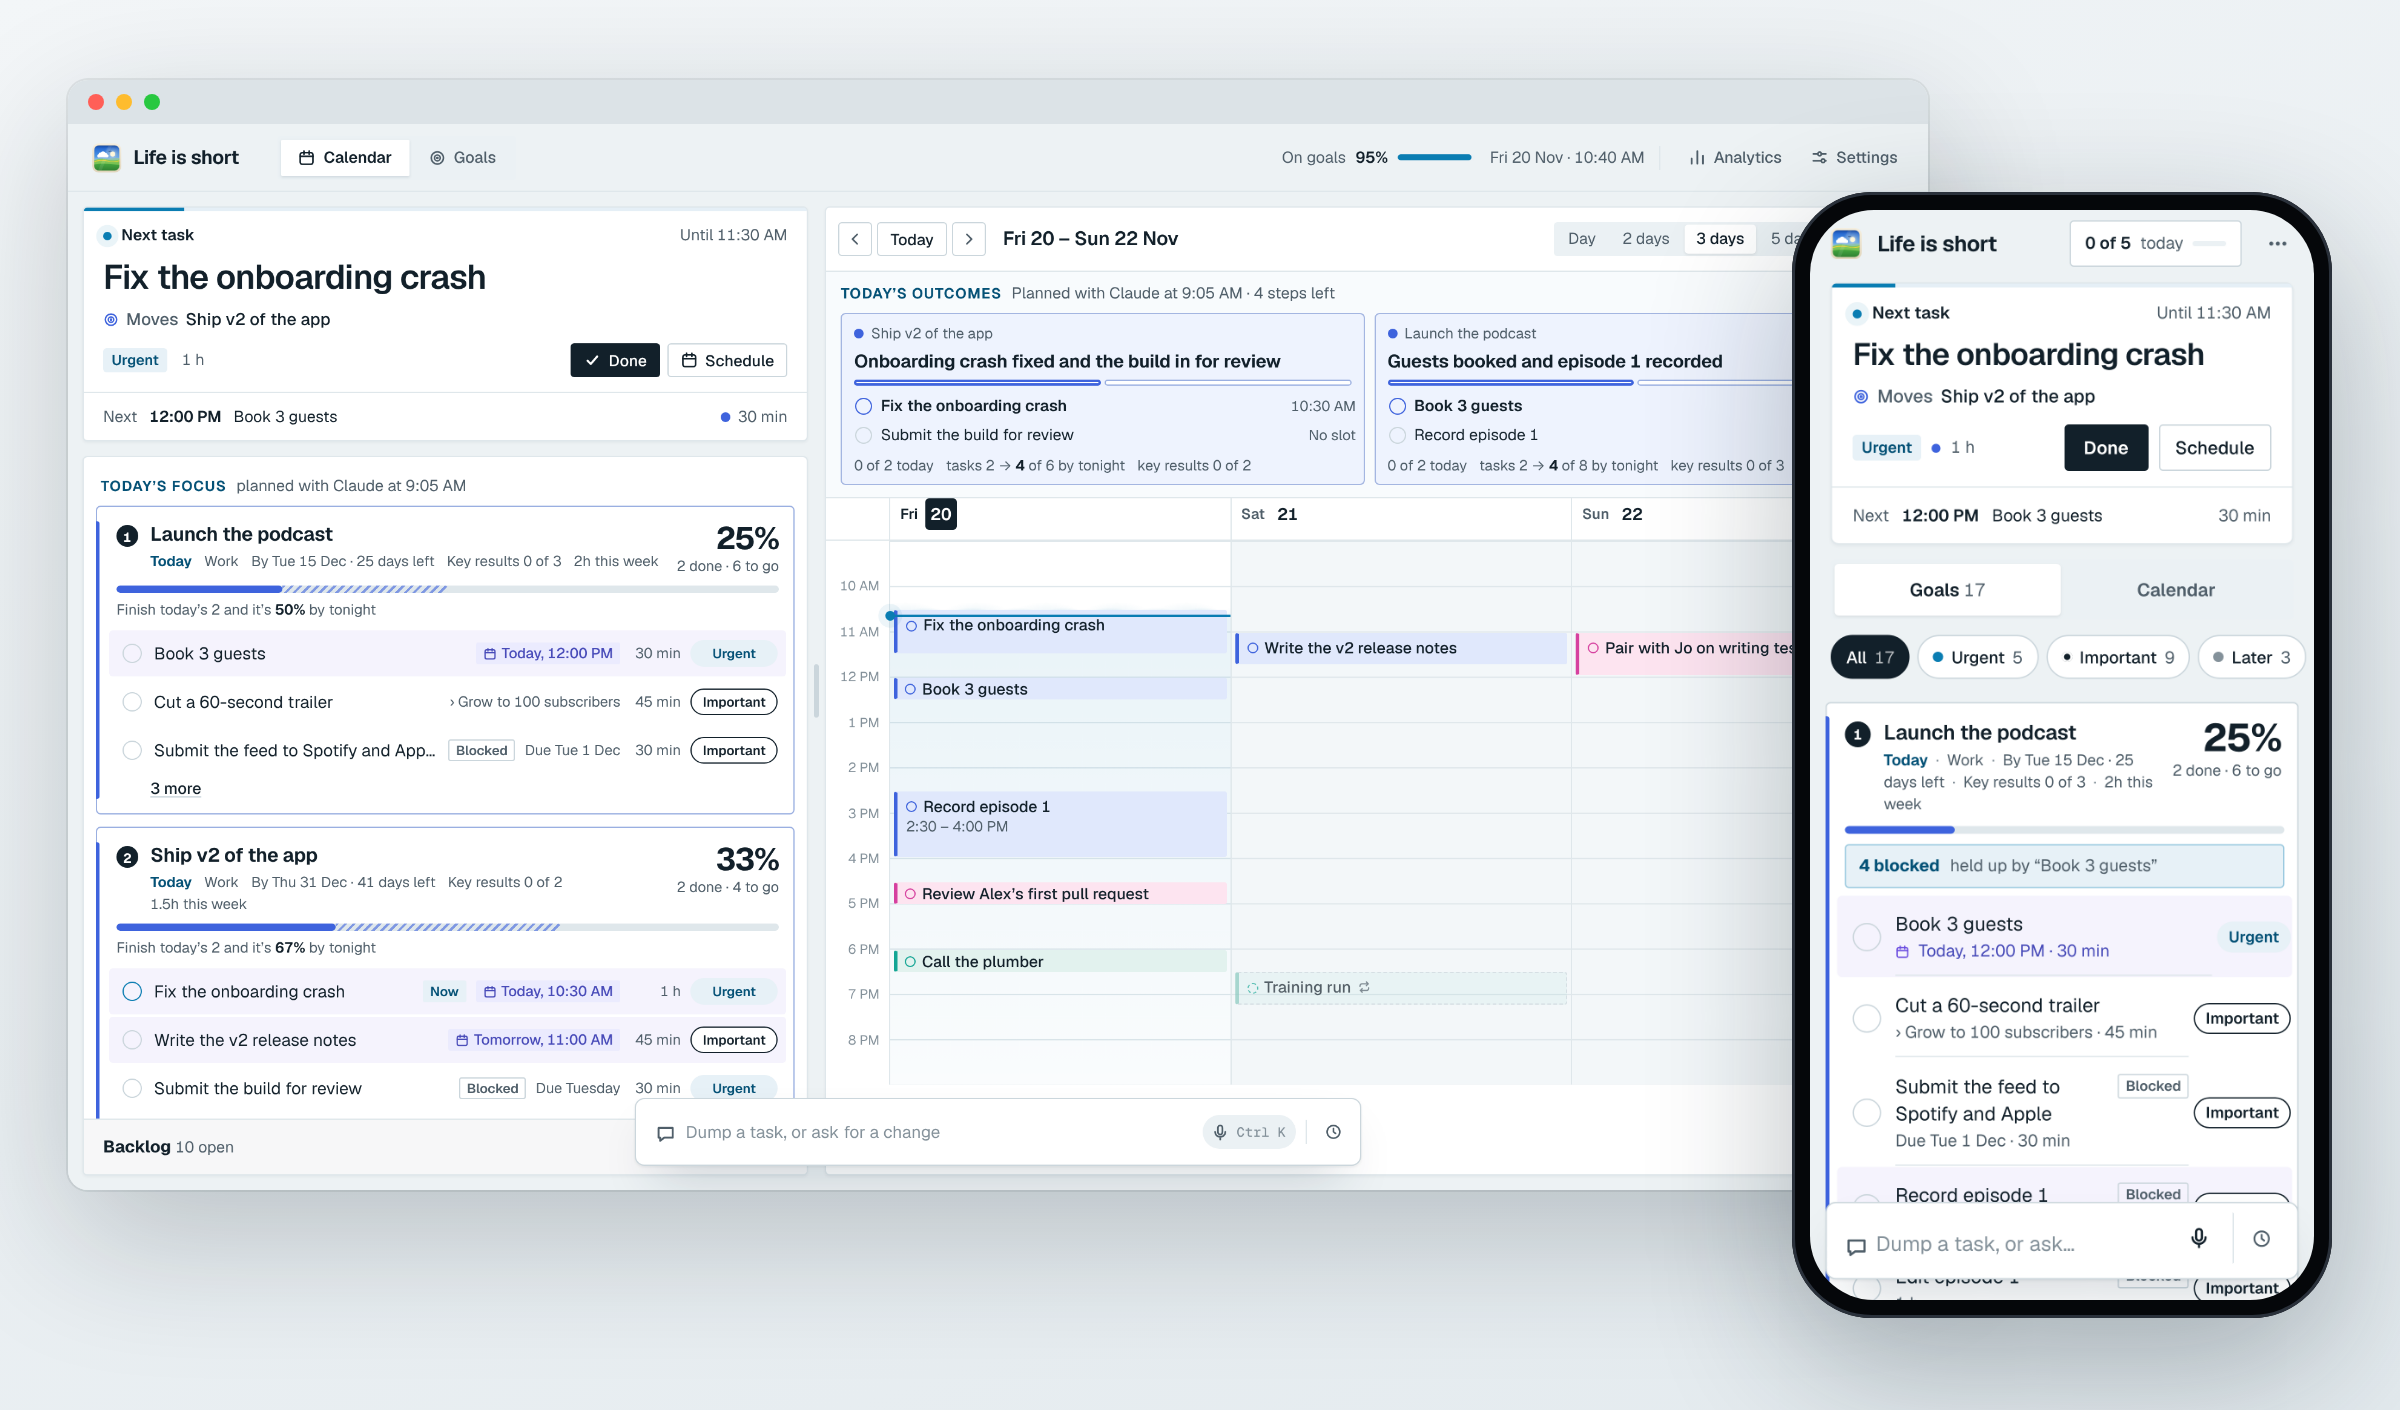 Life is short
Calendar
Goals
On goals 95%
Fri 20 Nov · 10:40 AM
Analytics
Settings
Next task
Until 11:30 AM
Fix the onboarding crash
Moves Ship v2 of the app
Urgent 1 h
Done
Schedule
Next 12:00 PM Book 3 guests 30 min
TODAY'S FOCUS planned with Claude at 9:05 AM
1 Launch the podcast 25%
Today Work By Tue 15 Dec · 25 days left Key results 0 of 3 2h this week 2 done · 6 to go
Finish today's 2 and it's 50% by tonight
Book 3 guests Today, 12:00 PM 30 min Urgent
Cut a 60-second trailer › Grow to 100 subscribers 45 min Important
Submit the feed to Spotify and App... Blocked Due Tue 1 Dec 30 min Important
3 more
2 Ship v2 of the app 33%
Today Work By Thu 31 Dec · 41 days left Key results 0 of 2 2 done · 4 to go
1.5h this week
Finish today's 2 and it's 67% by tonight
Fix the onboarding crash Now Today, 10:30 AM 1 h Urgent
Write the v2 release notes Tomorrow, 11:00 AM 45 min Important
Submit the build for review Blocked Due Tuesday 30 min Urgent
Backlog 10 open
Today
Fri 20 – Sun 22 Nov
Day 2 days 3 days 5 da
TODAY'S OUTCOMES Planned with Claude at 9:05 AM · 4 steps left
Ship v2 of the app
Onboarding crash fixed and the build in for review
Fix the onboarding crash 10:30 AM
Submit the build for review No slot
0 of 2 today tasks 2 → 4 of 6 by tonight key results 0 of 2
Launch the podcast
Guests booked and episode 1 recorded
Book 3 guests
Record episode 1
0 of 2 today tasks 2 → 4 of 8 by tonight key results 0 of 3
Fri 20 Sat 21 Sun 22
10 AM
11 AM
12 PM
1 PM
2 PM
3 PM
4 PM
5 PM
6 PM
7 PM
8 PM
Fix the onboarding crash
Book 3 guests
Record episode 1
2:30 – 4:00 PM
Review Alex's first pull request
Call the plumber
Write the v2 release notes
Training run
Pair with Jo on writing tes
Dump a task, or ask for a change
Ctrl K
Life is short
0 of 5 today
Next task
Until 11:30 AM
Fix the onboarding crash
Moves Ship v2 of the app
Urgent 1 h
Done
Schedule
Next 12:00 PM Book 3 guests 30 min
Goals 17
Calendar
All 17 Urgent 5 Important 9 Later 3
1 Launch the podcast 25%
Today · Work · By Tue 15 Dec · 25 2 done · 6 to go
days left · Key results 0 of 3 · 2h this
week
4 blocked held up by “Book 3 guests”
Book 3 guests Urgent
Today, 12:00 PM · 30 min
Cut a 60-second trailer Important
› Grow to 100 subscribers · 45 min
Submit the feed to Blocked
Spotify and Apple Important
Due Tue 1 Dec · 30 min
Record episode 1 Blocked
Dump a task, or ask...
Edit episode 1 Blocked Important